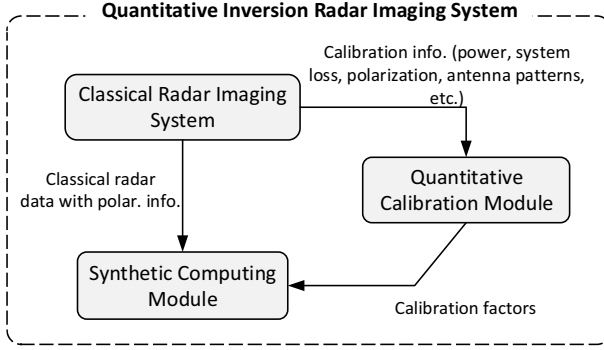 Quantitative Inversion Radar Imaging System
Calibration info. (power, system
loss, polarization, antenna patterns,
etc.)
Classical Radar Imaging
System
Classical radar
data with polar. info.
Quantitative
Calibration Module
Synthetic Computing
Module
Calibration factors